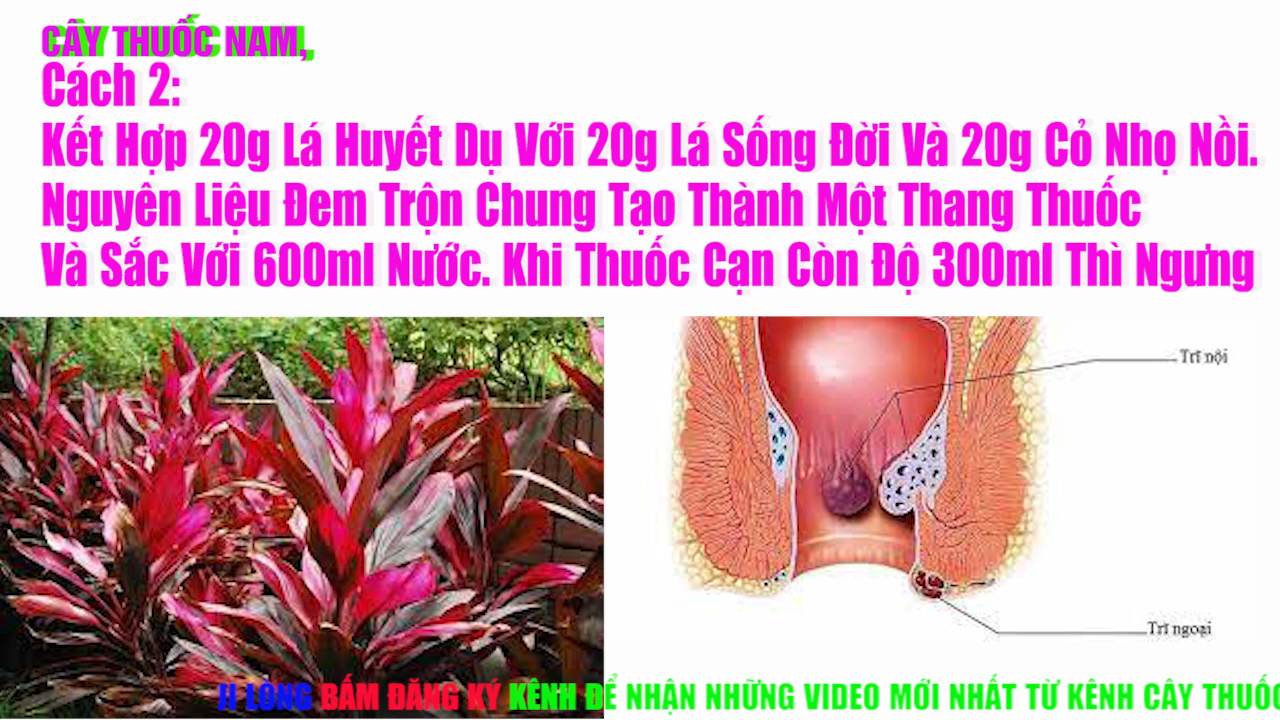 CÂY THUỐC NAM,
Cách 2:
Kết Hợp 20g Lá Huyết Dụ Với 20g Lá Sống Đời Và 20g Cỏ Nhọ Nồi.
Nguyên Liệu Đem Trộn Chung Tạo Thành Một Thang Thuốc
Và Sắc Với 600ml Nước. Khi Thuốc Cạn Còn Độ 300ml Thì Ngưng
Trĩ nội
Trĩ ngoại
LÒNG BẤM ĐĂNG KÝ KÊNH ĐỂ NHẬN NHỮNG VIDEO MỚI NHẤT TỪ KÊNH CÂY THUỐC